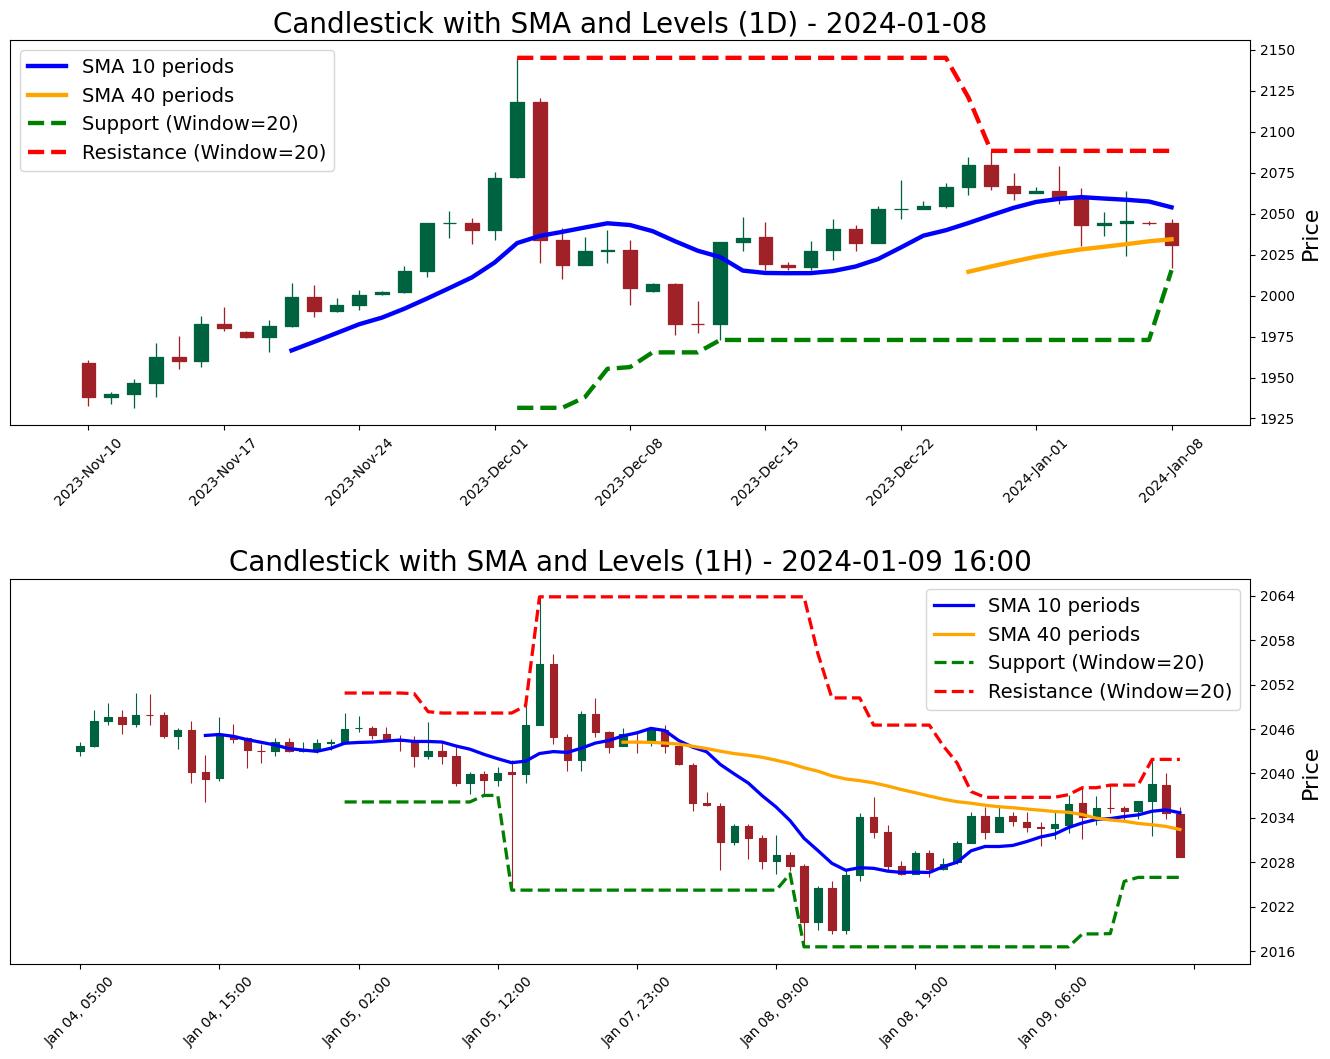 Candlestick with SMA and Levels (1D) - 2024-01-08
SMA 10 periods
SMA 40 periods
Support (Window=20)
Resistance (Window=20)
2150
2125
2100
2075
2050
2025
2000
1975
1950
1925
Price
2023-Nov-10
2023-Nov-17
2023-Nov-24
2023-Dec-01
2023-Dec-08
2023-Dec-15
2023-Dec-22
2024-Jan-01
2024-Jan-08
Candlestick with SMA and Levels (1H) - 2024-01-09 16:00
SMA 10 periods
SMA 40 periods
Support (Window=20)
Resistance (Window=20)
2064
2058
2052
2046
2040
2034
2028
2022
2016
Price
Jan 04, 05:00
Jan 04, 15:00
Jan 05, 02:00
Jan 05, 12:00
Jan 07, 23:00
Jan 08, 09:00
Jan 08, 19:00
Jan 09, 06:00